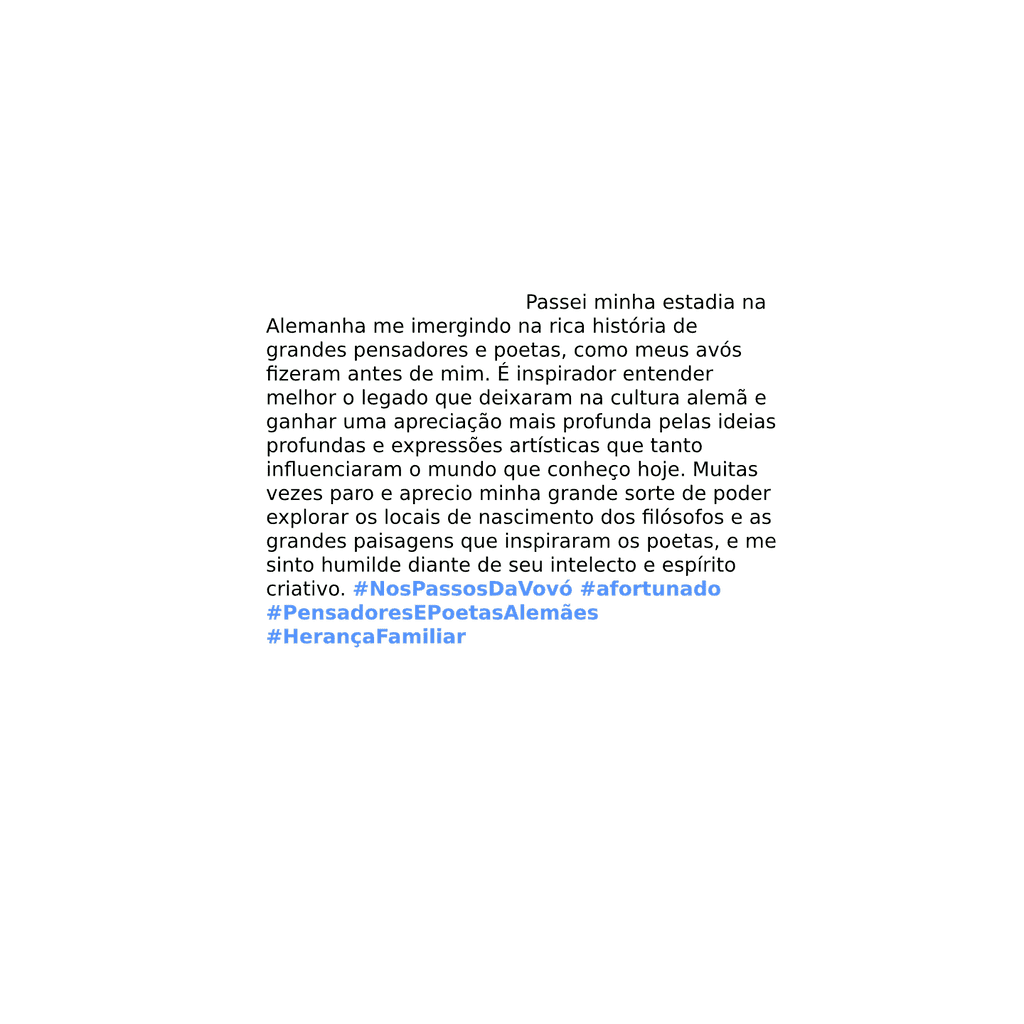 Passei minha estadia na
Alemanha me imergindo na rica história de
grandes pensadores e poetas, como meus avós
fizeram antes de mim. É inspirador entender
melhor o legado que deixaram na cultura alemã e
ganhar uma apreciação mais profunda pelas ideias
profundas e expressões artísticas que tanto
influenciaram o mundo que conheço hoje. Muitas
vezes paro e aprecio minha grande sorte de poder
explorar os locais de nascimento dos filósofos e as
grandes paisagens que inspiraram os poetas, e me
sinto humilde diante de seu intelecto e espírito
criativo. #NosPassosDaVovó #afortunado
#PensadoresEPoetasAlemães
#HerançaFamiliar